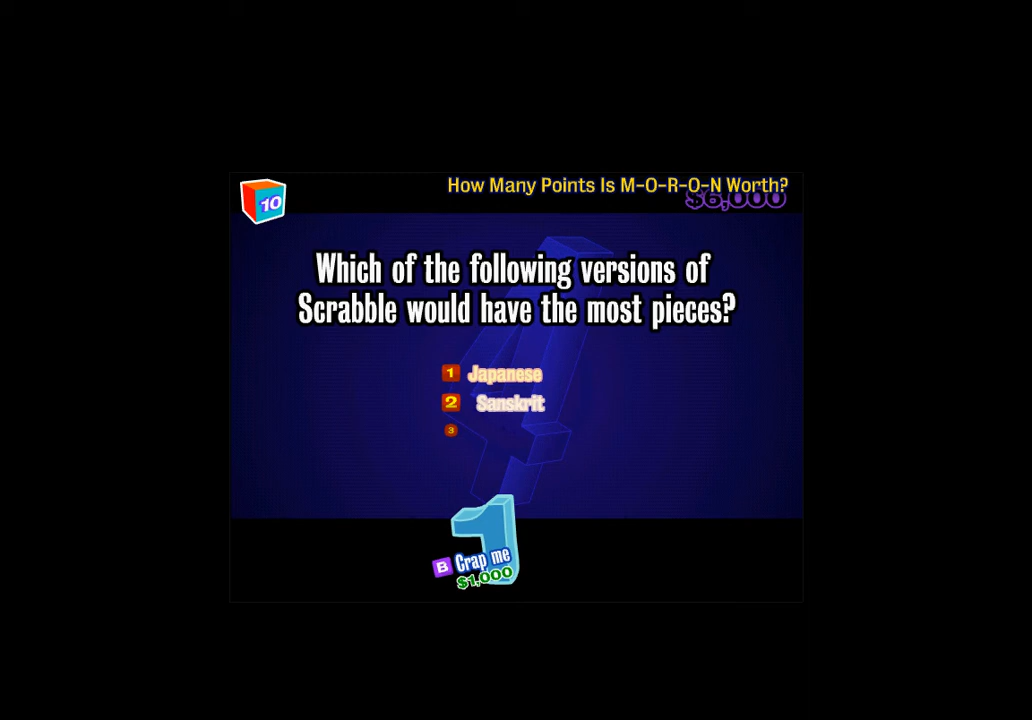 How Many Points Is M-O-R-O-N Worth?
10
$6,000
Which of the following versions of
Scrabble would have the most pieces?
1 Japanese
2 Sanskrit
3
1
B Crap me
$1,000